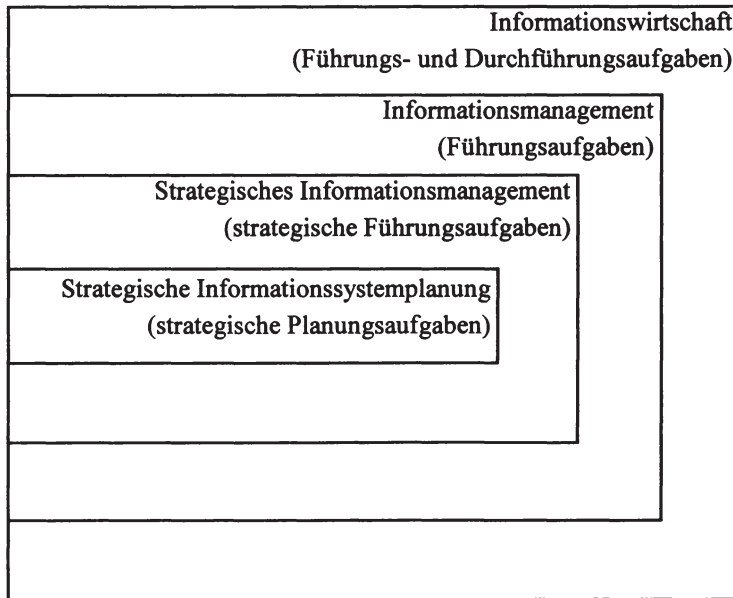 Informationswirtschaft
(Führungs- und Durchführungsaufgaben)
Informationsmanagement
(Führungsaufgaben)
Strategisches Informationsmanagement
(strategische Führungsaufgaben)
Strategische Informationssystemplanung
(strategische Planungsaufgaben)